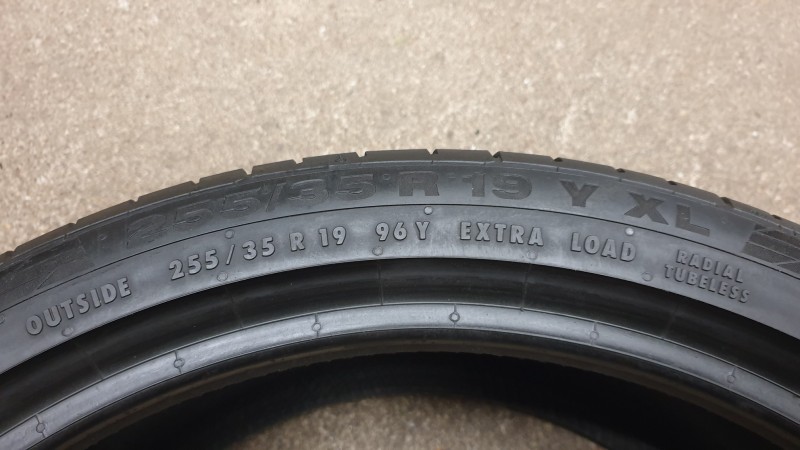 255/35 R 19 Y XL
OUTSIDE 255/35 R 19 96Y EXTRA LOAD RADIAL
TUBELESS